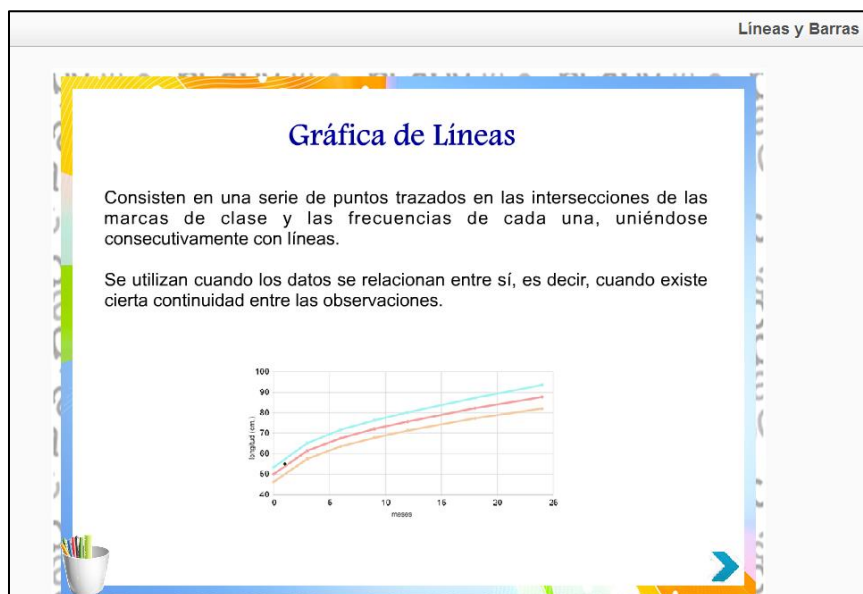 Líneas y Barras
Gráfica de Líneas
Consisten en una serie de puntos trazados en las intersecciones de las
marcas de clase y las frecuencias de cada una, uniéndose
consecutivamente con líneas.
Se utilizan cuando los datos se relacionan entre sí, es decir, cuando existe
cierta continuidad entre las observaciones.
100
90
80
70
60
50
40
longitud (cm.)
0 5 10 15 20 25
meses